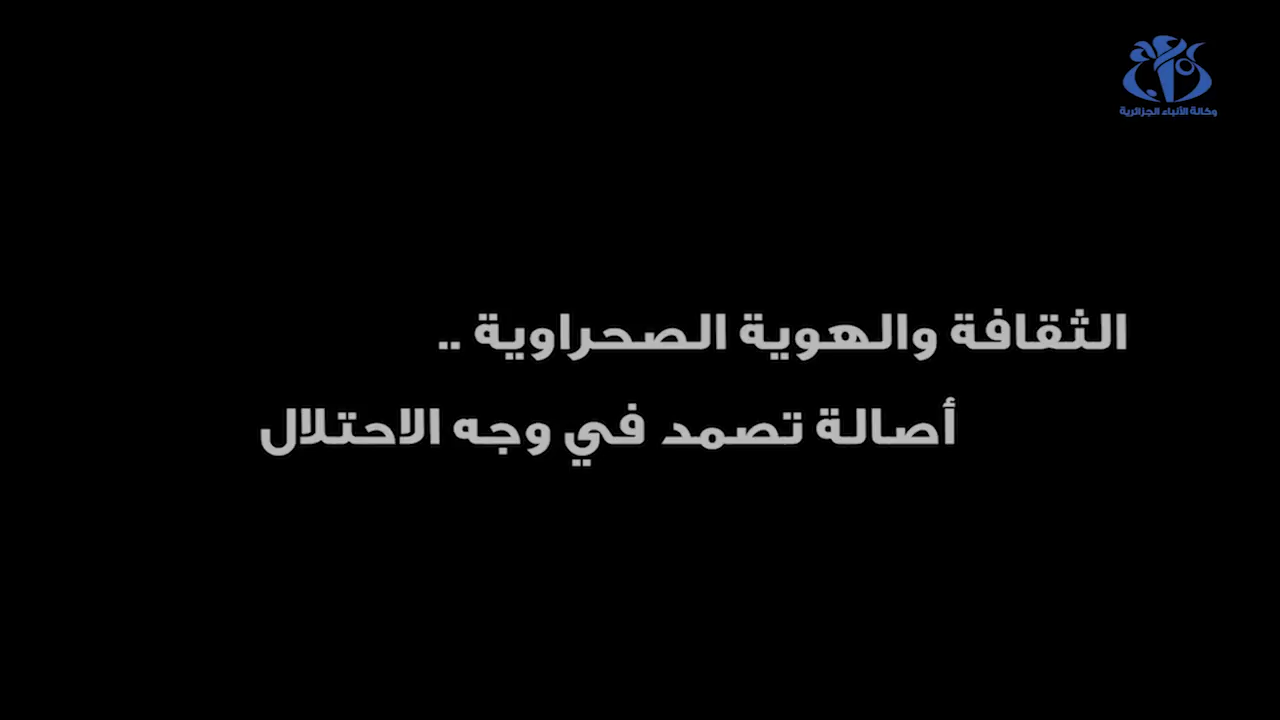 وكالة الأنباء الجزائرية
الثقافة والهوية الصحراوية ..
أصالة تصمد في وجه الاحتلال